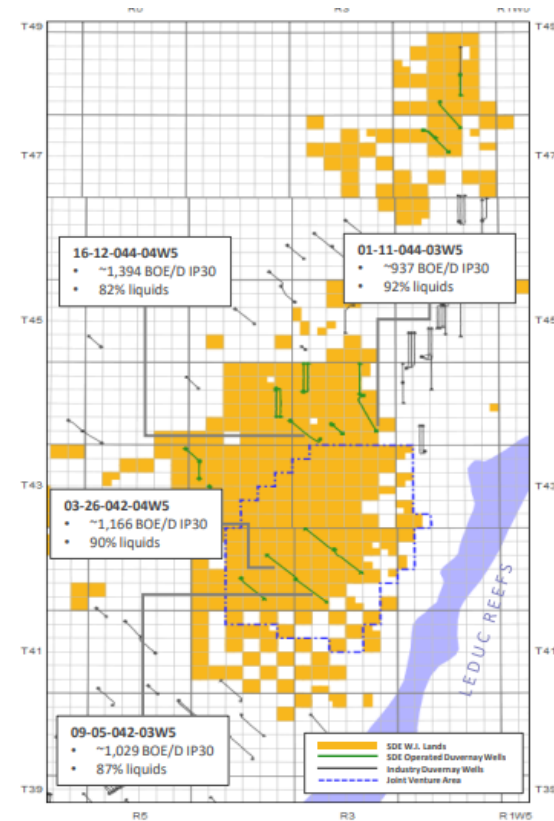 T49
T49
T47
T47
16-12-044-04W5
• ~1,394 BOE/D IP30
• 82% liquids
01-11-044-03W5
• ~937 BOE/D IP30
• 92% liquids
T45
T45
T43
T43
03-26-042-04W5
• ~1,166 BOE/D IP30
• 90% liquids
LEDUC REEFS
T41
T41
09-05-042-03W5
• ~1,029 BOE/D IP30
• 87% liquids
SDE W.I. Lands
SDE Operated Duvernay Wells
Industry Duvernay Wells
Joint Venture Area
T39
T39
R5
R3
R1W5